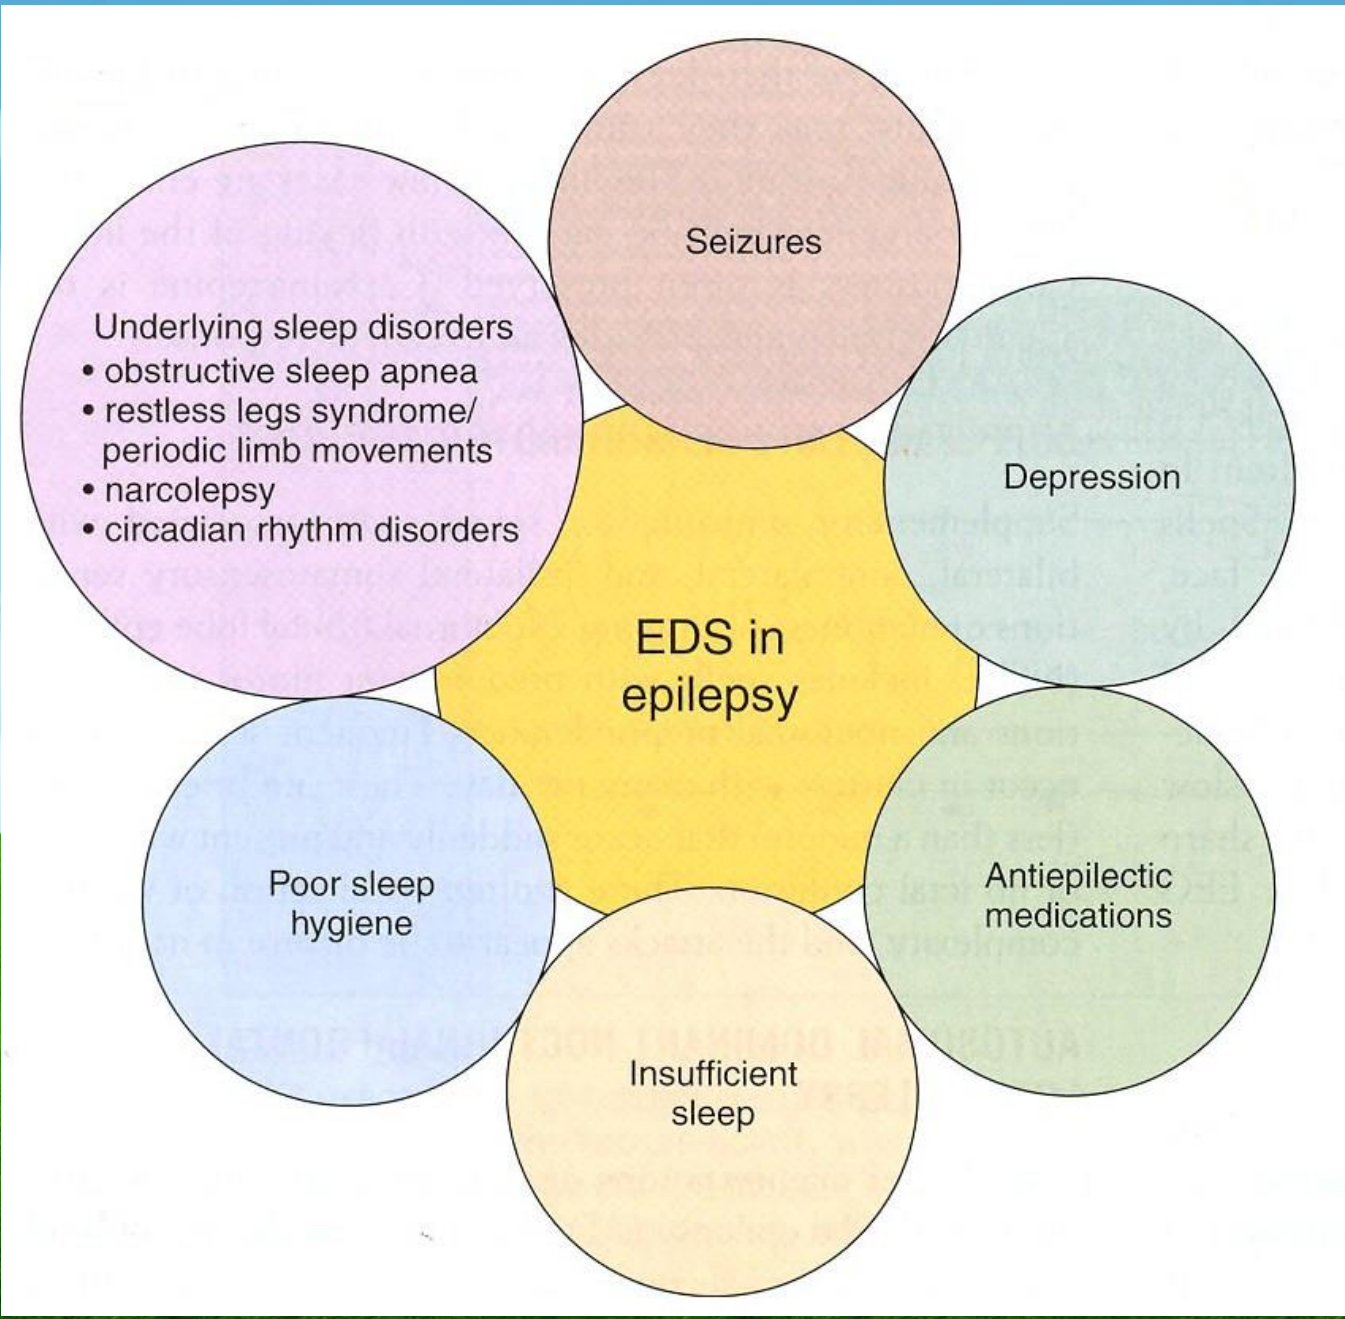 Seizures
Underlying sleep disorders
• obstructive sleep apnea
• restless legs syndrome/
periodic limb movements
• narcolepsy
• circadian rhythm disorders
Depression
EDS in
epilepsy
Poor sleep
hygiene
Antiepilectic
medications
Insufficient
sleep